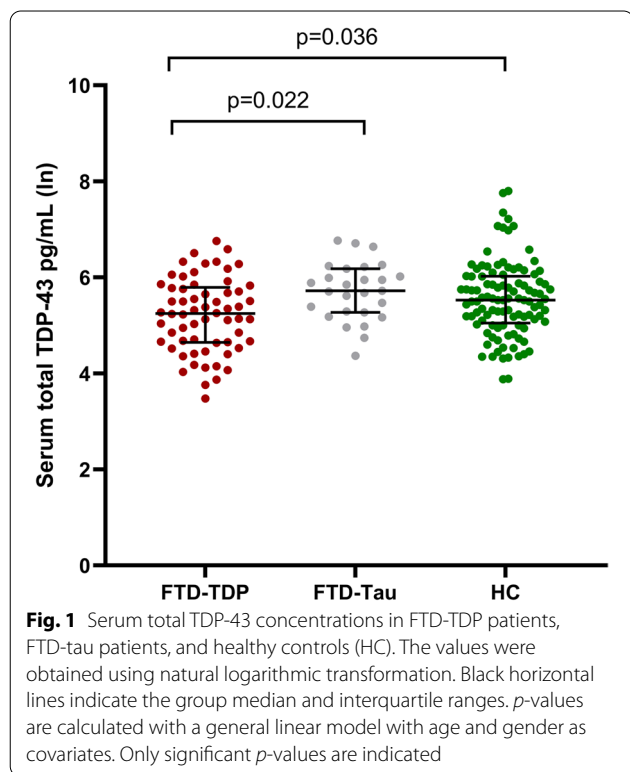 p=0.036
p=0.022
10
8
6
4
2
0
Serum total TDP-43 pg/mL (ln)
FTD-TDP FTD-Tau HC
Fig. 1 Serum total TDP-43 concentrations in FTD-TDP patients,
FTD-tau patients, and healthy controls (HC). The values were
obtained using natural logarithmic transformation. Black horizontal
lines indicate the group median and interquartile ranges. p-values
are calculated with a general linear model with age and gender as
covariates. Only significant p-values are indicated